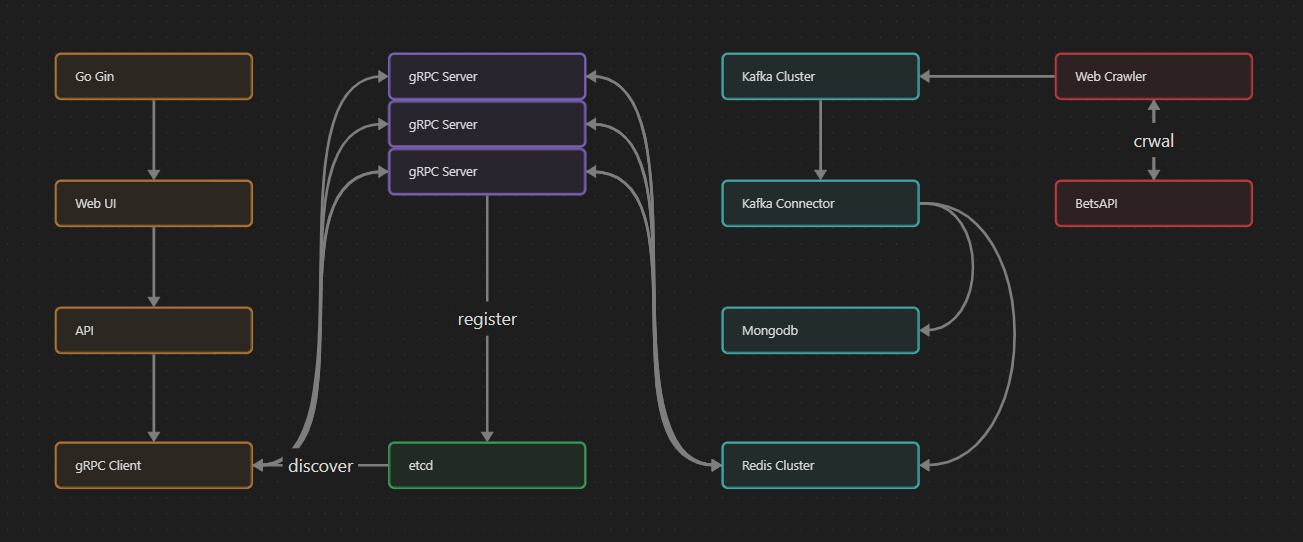 Go Gin
Web UI
API
gRPC Client
gRPC Server
gRPC Server
gRPC Server
register
discover
etcd
Kafka Cluster
Kafka Connector
Mongodb
Redis Cluster
Web Crawler
crwal
BetsAPI